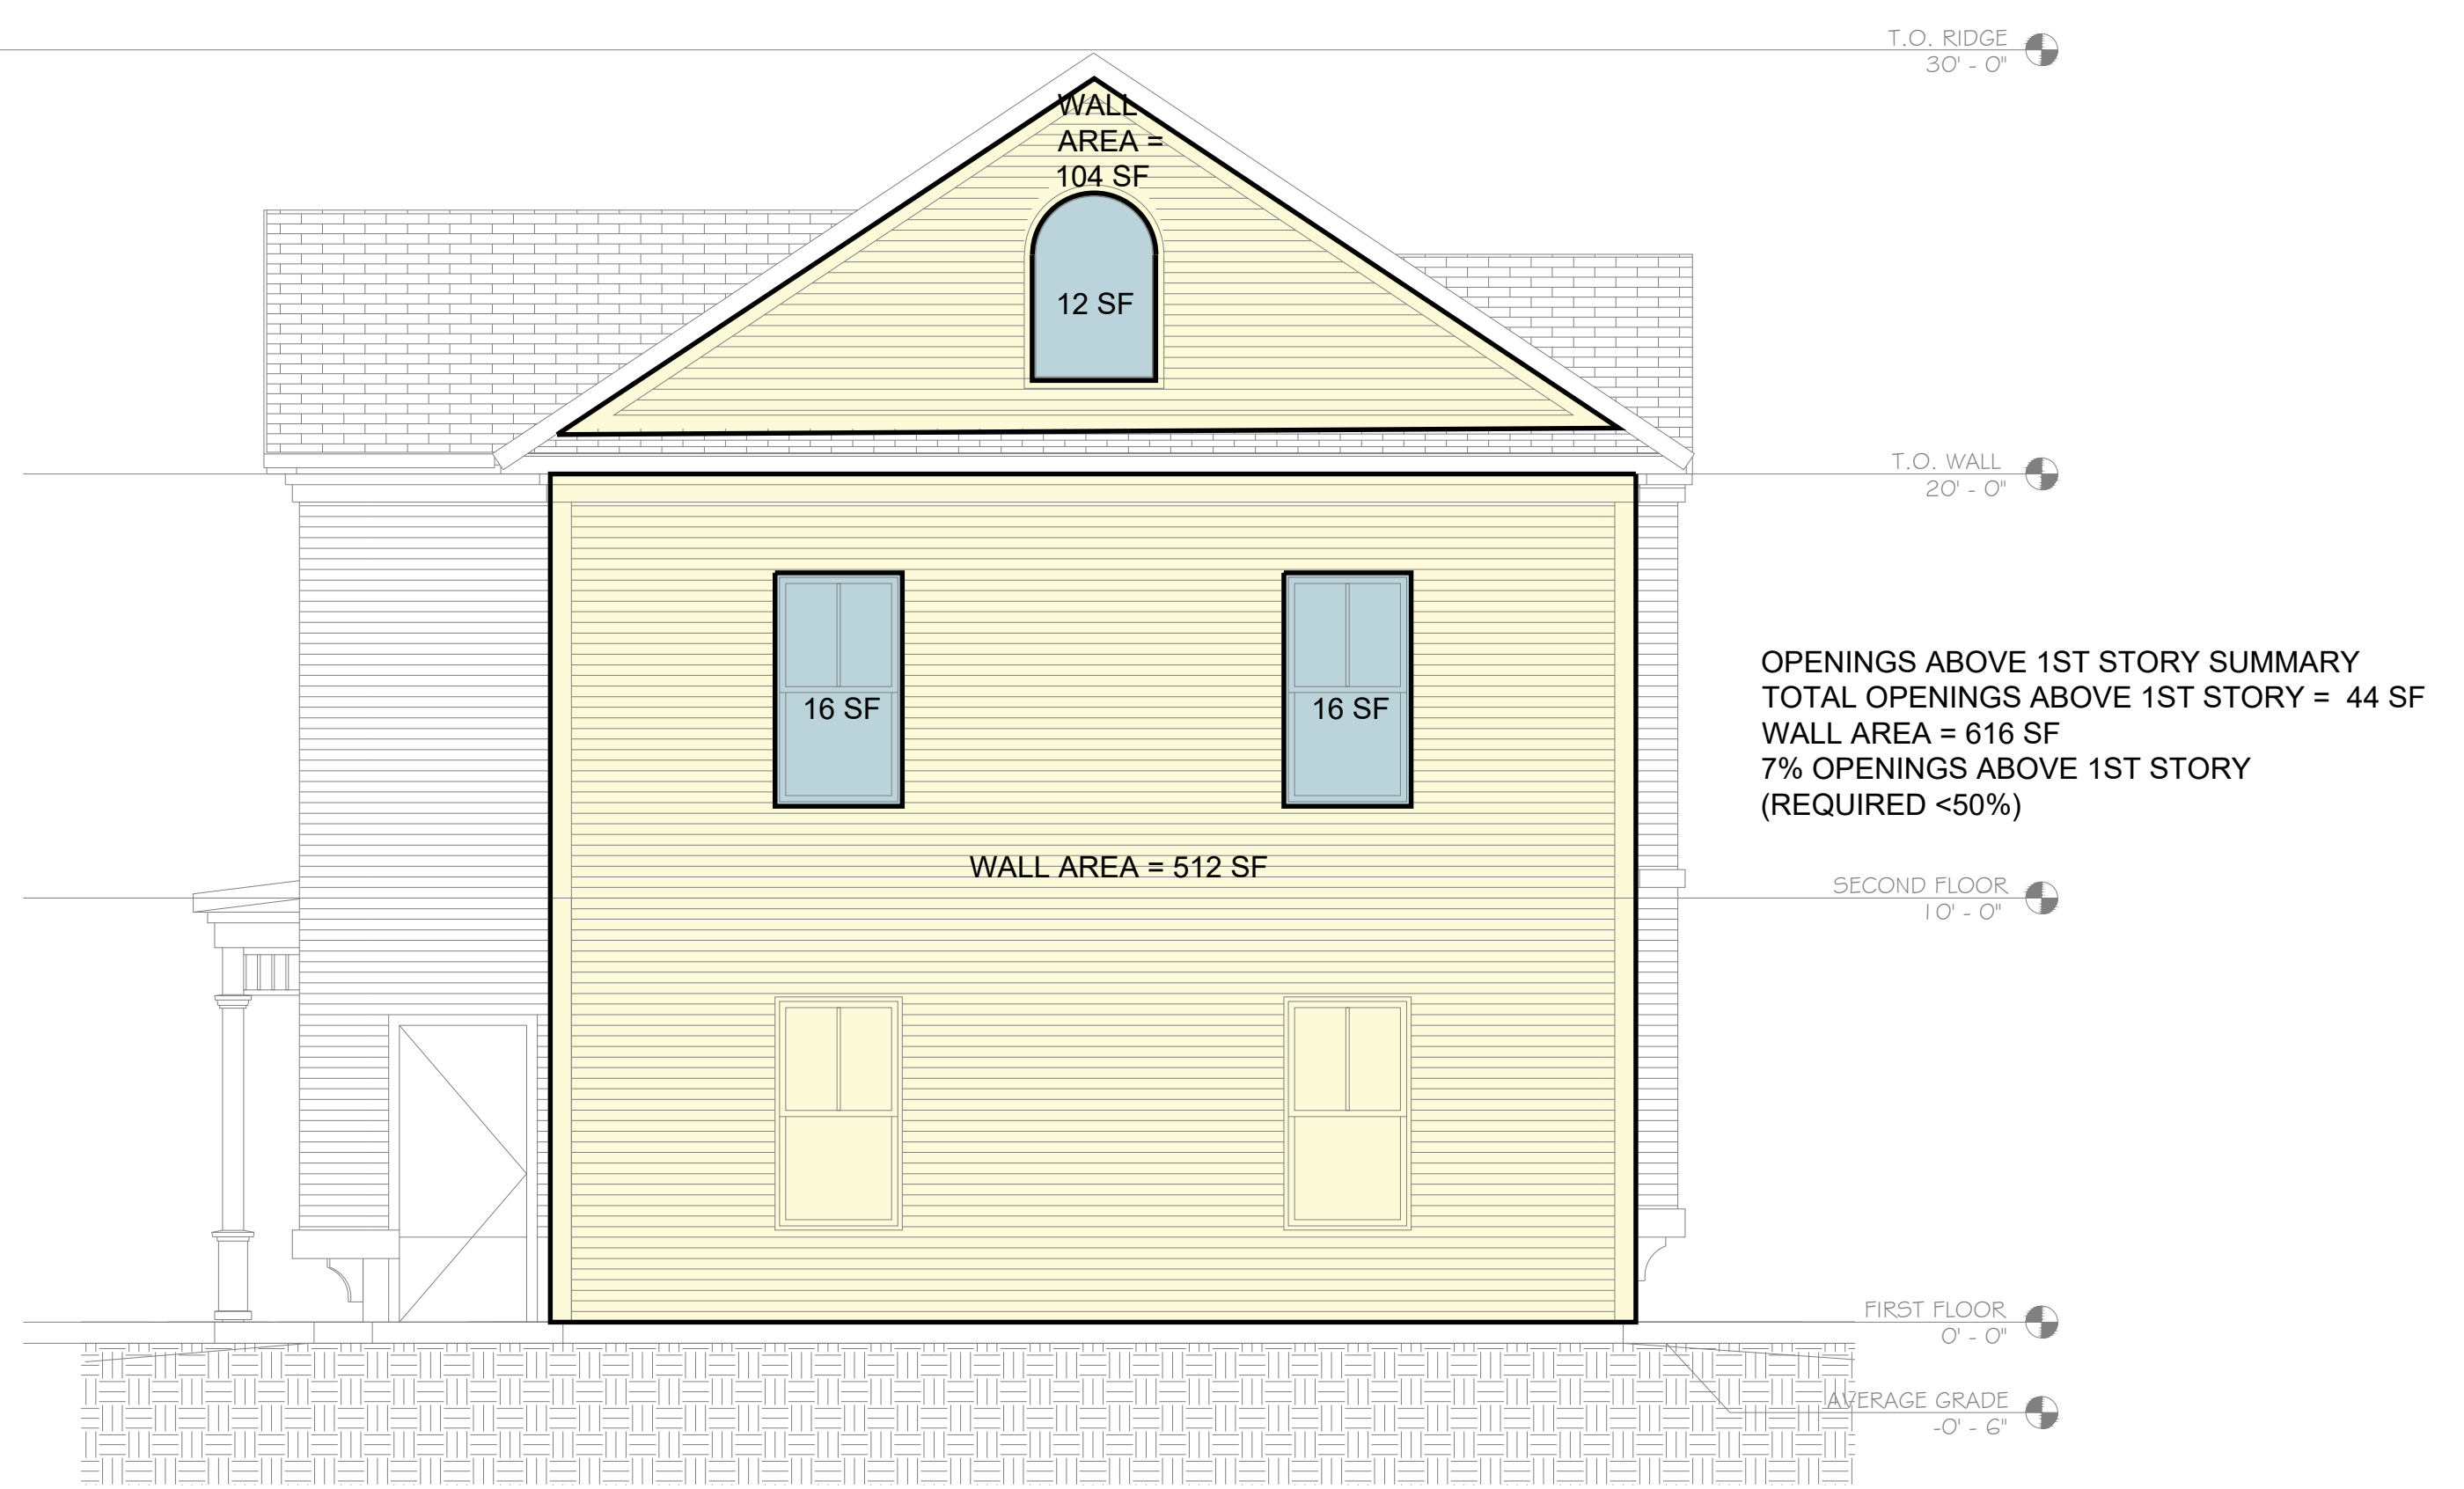 T.O. RIDGE
30' - 0"
WALL
AREA =
104 SF
12 SF
T.O. WALL
20' - 0"
16 SF
16 SF
OPENINGS ABOVE 1ST STORY SUMMARY
TOTAL OPENINGS ABOVE 1ST STORY = 44 SF
WALL AREA = 616 SF
7% OPENINGS ABOVE 1ST STORY
(REQUIRED <50%)
WALL AREA = 512 SF
SECOND FLOOR
10' - 0"
FIRST FLOOR
0' - 0"
AVERAGE GRADE
-0' - 6"